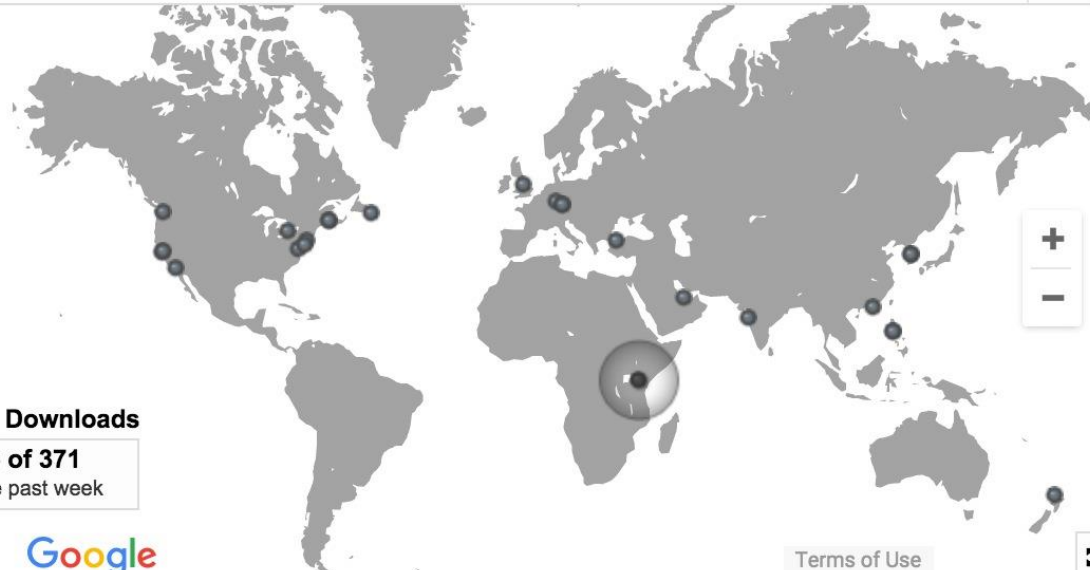 Downloads
of 371
past week
Google
Terms of Use
+
−